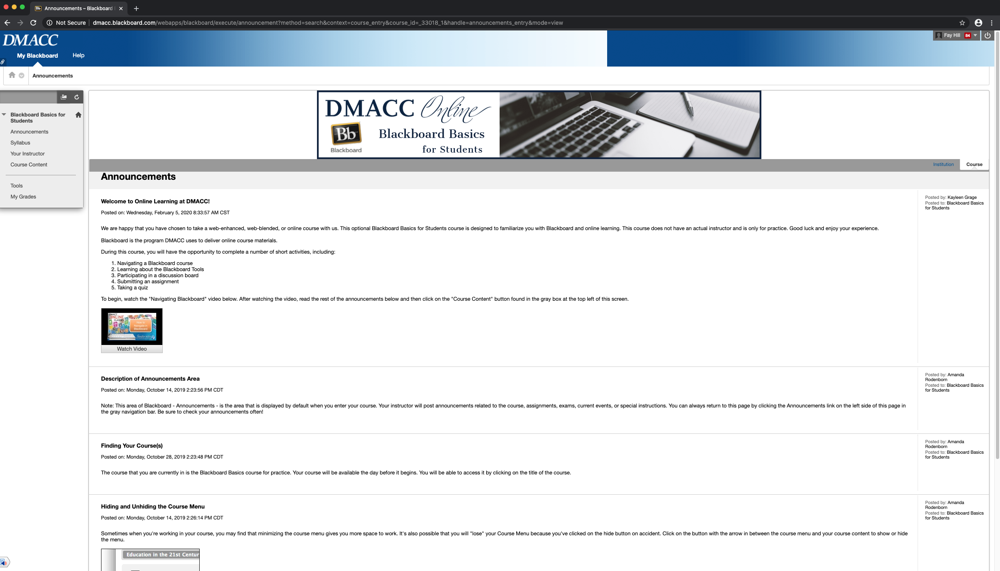 Announcements – Blackboard
Not Secure dmacc.blackboard.com/webapps/blackboard/execute/announcement?method=search&context=course_entry&course_id=_33018_1&handle=announcements_entry&mode=view
DMACC
Fay Hill 84
My Blackboard Help
Announcements
Blackboard Basics for
Students
Announcements
Syllabus
Your Instructor
Course Content
Tools
My Grades
DMACC Online
Bb
Blackboard
Blackboard Basics
for Students
Institution Course
Announcements
Welcome to Online Learning at DMACC!
Posted on: Wednesday, February 5, 2020 8:33:57 AM CST
Posted by: Kayleen Grage
Posted to: Blackboard Basics
for Students
We are happy that you have chosen to take a web-enhanced, web-blended, or online course with us. This optional Blackboard Basics for Students course is designed to familiarize you with Blackboard and online learning. This course does not have an actual instructor and is only for practice. Good luck and enjoy your experience.
Blackboard is the program DMACC uses to deliver online course materials.
During this course, you will have the opportunity to complete a number of short activities, including:
1. Navigating a Blackboard course
2. Learning about the Blackboard Tools
3. Participating in a discussion board
4. Submitting an assignment
5. Taking a quiz
To begin, watch the "Navigating Blackboard" video below. After watching the video, read the rest of the announcements below and then click on the "Course Content" button found in the gray box at the top left of this screen.
DMACC
ONLINE
CLASSES
How to
Navigate in
Blackboard
Watch Video
Description of Announcements Area
Posted on: Monday, October 14, 2019 2:23:56 PM CDT
Posted by: Amanda
Rodenborn
Posted to: Blackboard Basics
for Students
Note: This area of Blackboard - Announcements - is the area that is displayed by default when you enter your course. Your instructor will post announcements related to the course, assignments, exams, current events, or special instructions. You can always return to this page by clicking the Announcements link on the left side of this page in
the gray navigation bar. Be sure to check your announcements often!
Finding Your Course(s)
Posted on: Monday, October 28, 2019 2:23:48 PM CDT
Posted by: Amanda
Rodenborn
Posted to: Blackboard Basics
for Students
The course that you are currently in is the Blackboard Basics course for practice. Your course will be available the day before it begins. You will be able to access it by clicking on the title of the course.
Hiding and Unhiding the Course Menu
Posted on: Monday, October 14, 2019 2:26:14 PM CDT
Posted by: Amanda
Rodenborn
Posted to: Blackboard Basics
for Students
Sometimes when you're working in your course, you may find that minimizing the course menu gives you more space to work. It's also possible that you will "lose" your Course Menu because you've clicked on the hide button on accident. Click on the button with the arrow in between the course menu and your course content to show or hide
the menu.
Education in the 21st Centur